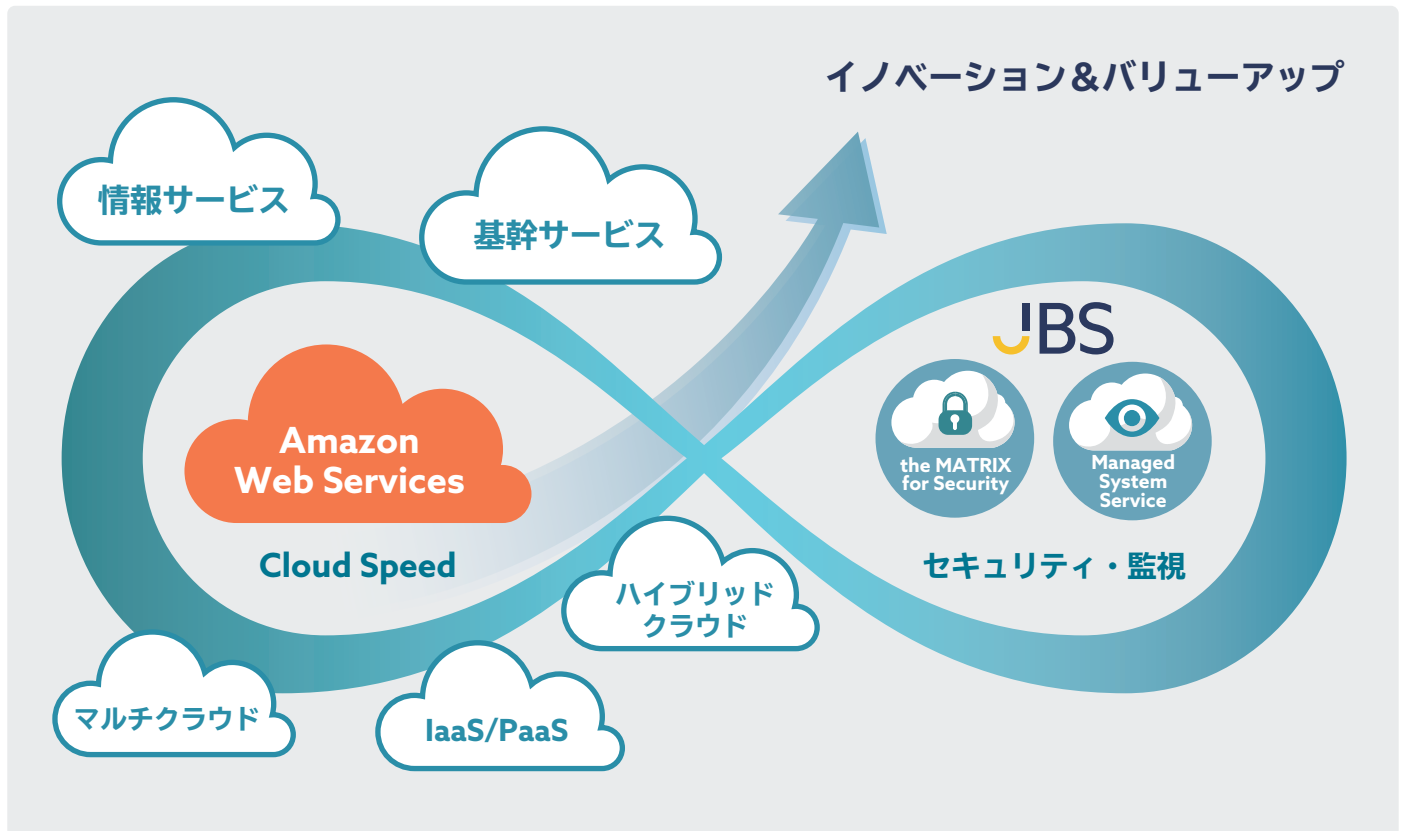 イノベーション＆バリューアップ
情報サービス
基幹サービス
Amazon
Web Services
Cloud Speed
JBS
the MATRIX
for Security
Managed
System
Service
セキュリティ・監視
ハイブリッド
クラウド
マルチクラウド
IaaS/PaaS